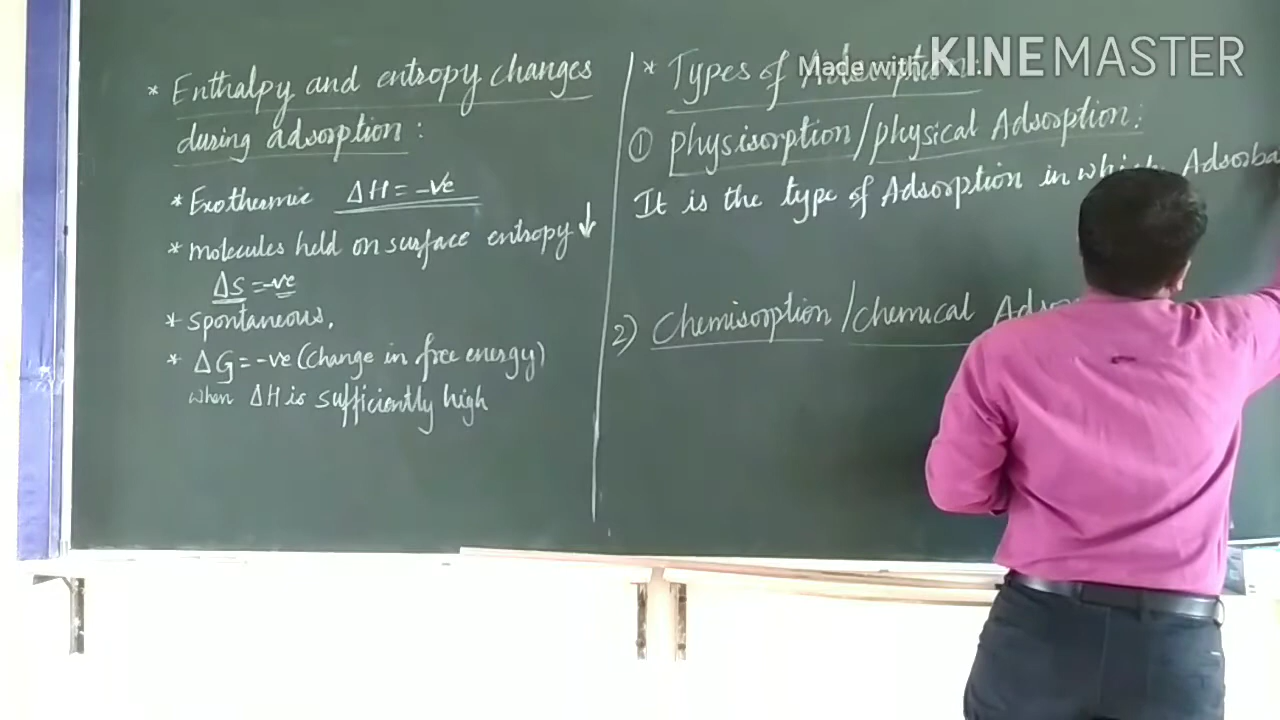 * Enthalpy and entropy changes
during adsorption :
* Exothermic ΔH = -ve
* Molecules held on surface entropy ↓
ΔS = -ve
* Spontaneous.
* ΔG = -ve (Change in free energy)
when ΔH is sufficiently high
* Types of
Made with KINEMASTER
① physisorption / physical Adsorption :
It is the type of Adsorption in which Adsorba
2) Chemisorption / chemical